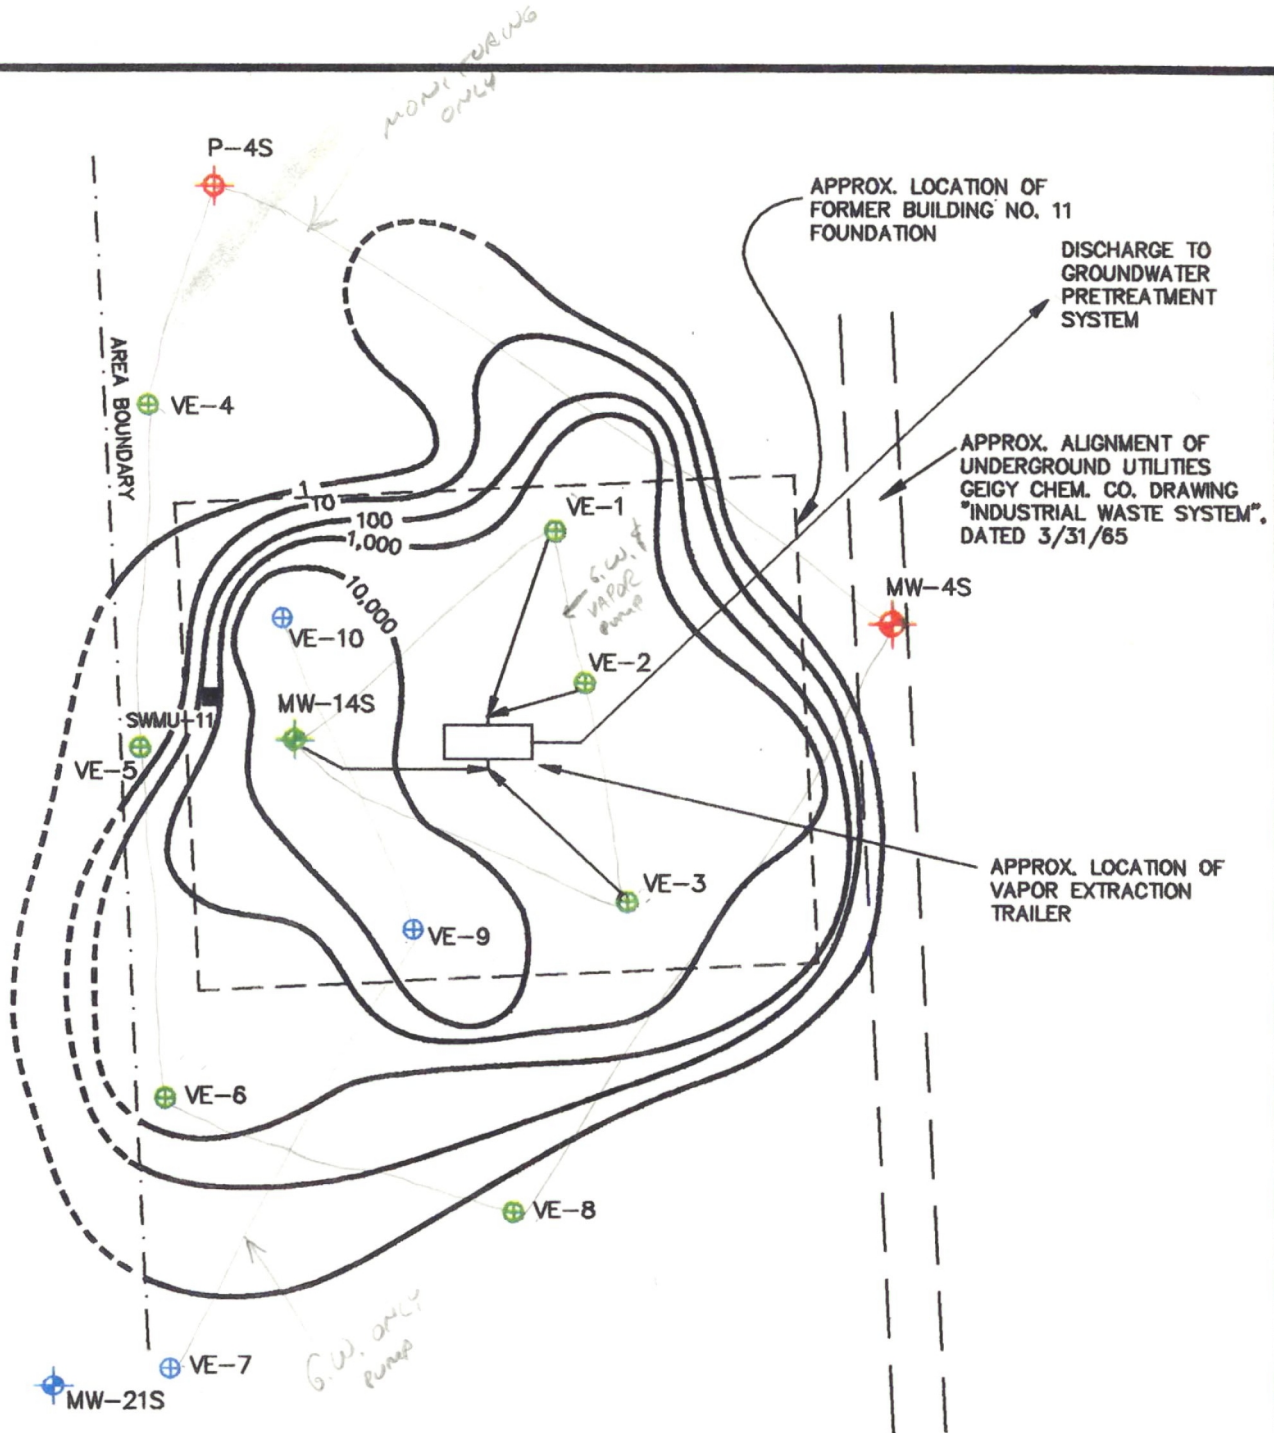 MONITORING
ONLY
P-4S
APPROX. LOCATION OF
FORMER BUILDING NO. 11
FOUNDATION
DISCHARGE TO
GROUNDWATER
PRETREATMENT
SYSTEM
AREA BOUNDARY
VE-4
APPROX. ALIGNMENT OF
UNDERGROUND UTILITIES
GEIGY CHEM. CO. DRAWING
"INDUSTRIAL WASTE SYSTEM",
DATED 3/31/65
1
10
100
1,000
10,000
VE-1
G.W. &
VAPOR
PUMP
MW-4S
VE-10
VE-2
MW-14S
SWMU-11
VE-5
VE-3
APPROX. LOCATION OF
VAPOR EXTRACTION
TRAILER
VE-9
VE-6
VE-8
G.W. ONLY
PUMP
VE-7
MW-21S